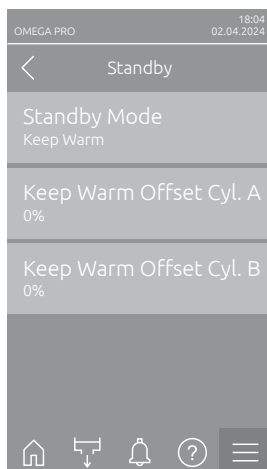 OMEGA PRO
18:04
02.04.2024
Standby
Standby Mode
Keep Warm
Keep Warm Offset Cyl. A
0%
Keep Warm Offset Cyl. B
0%
?